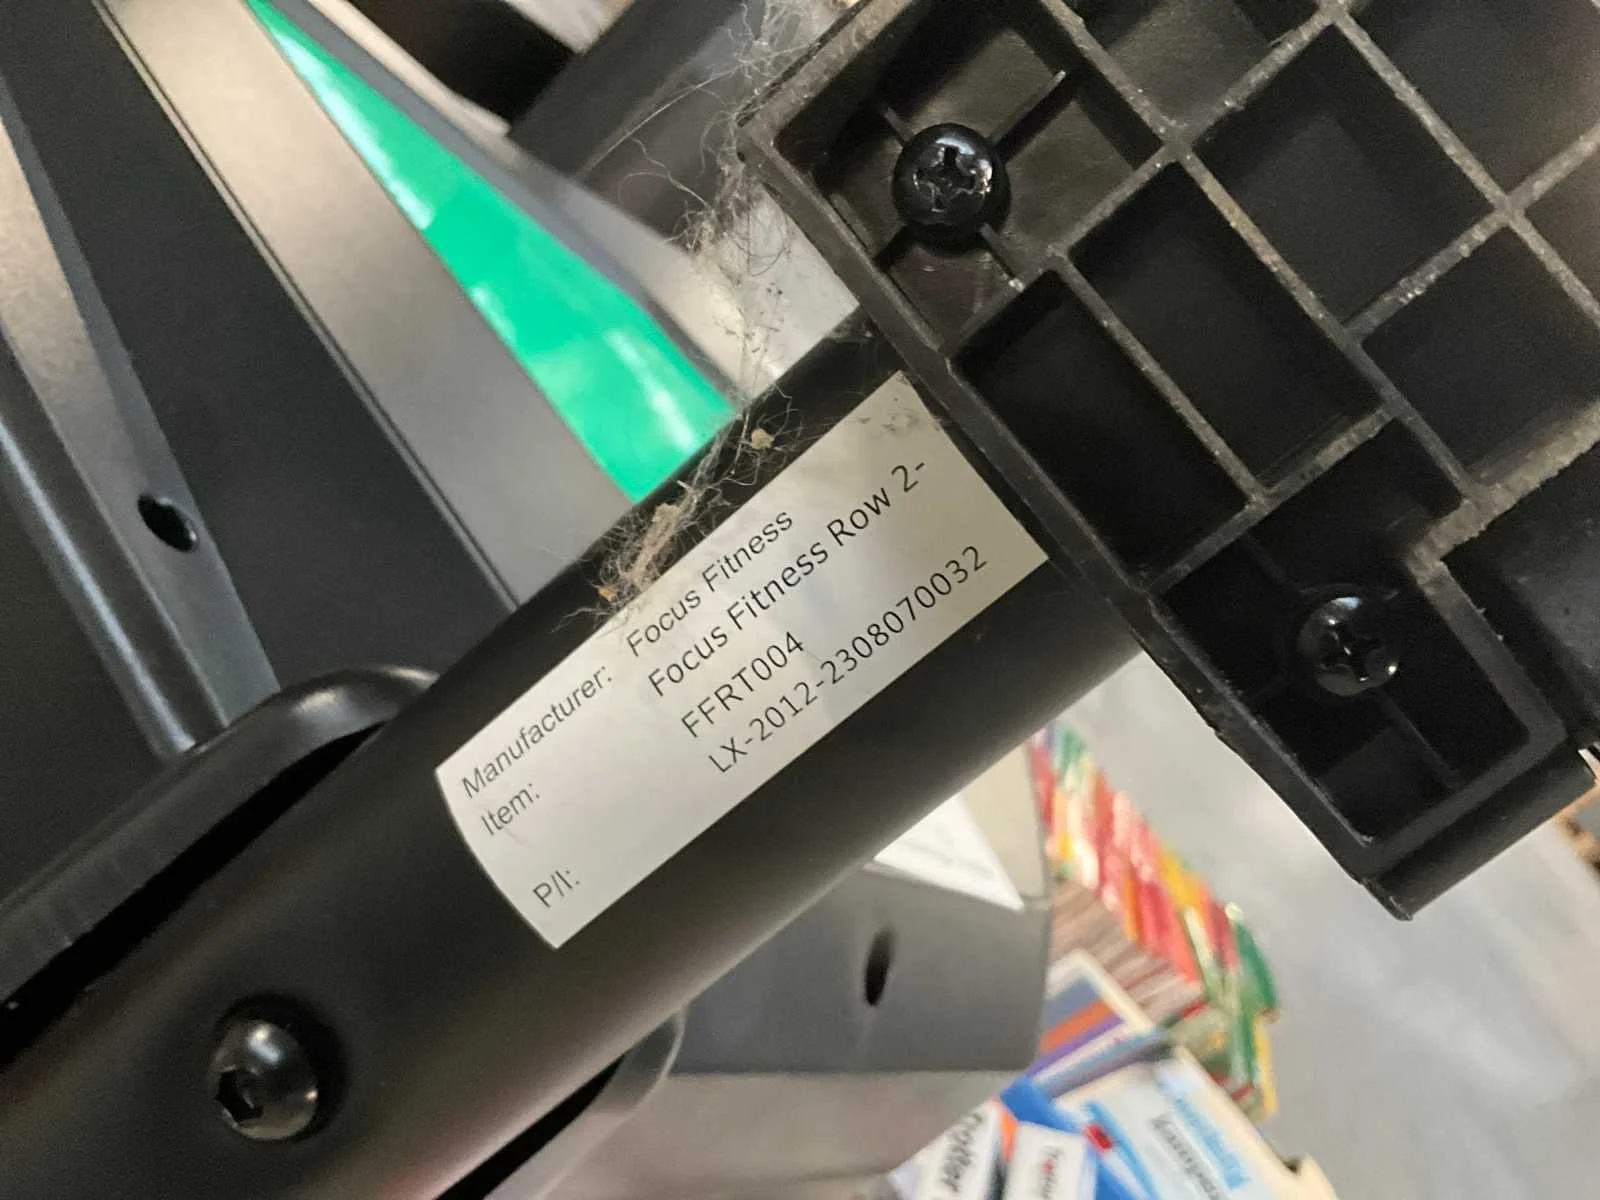 Manufacturer: Focus Fitness
Item: Focus Fitness Row 2-
FFRT004
P/I: LX-2012-2308070032